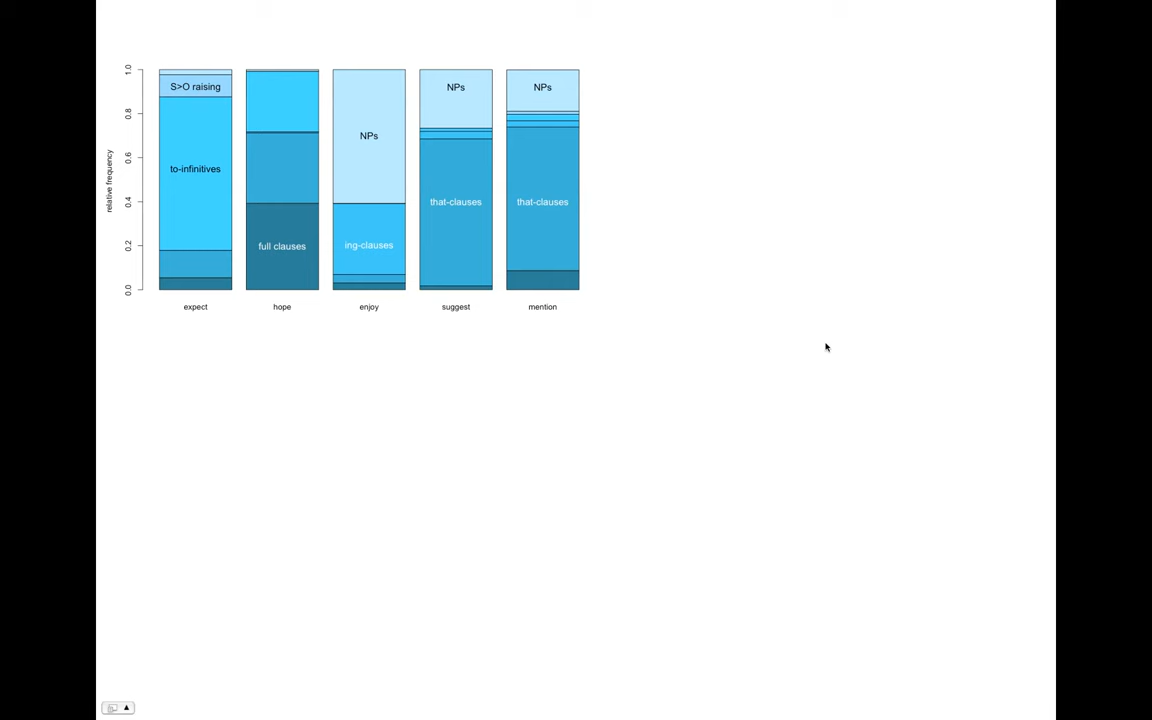 relative frequency
1.0
0.8
0.6
0.4
0.2
0.0
S>O raising
to-infinitives
full clauses
NPs
ing-clauses
NPs
that-clauses
NPs
that-clauses
expect
hope
enjoy
suggest
mention